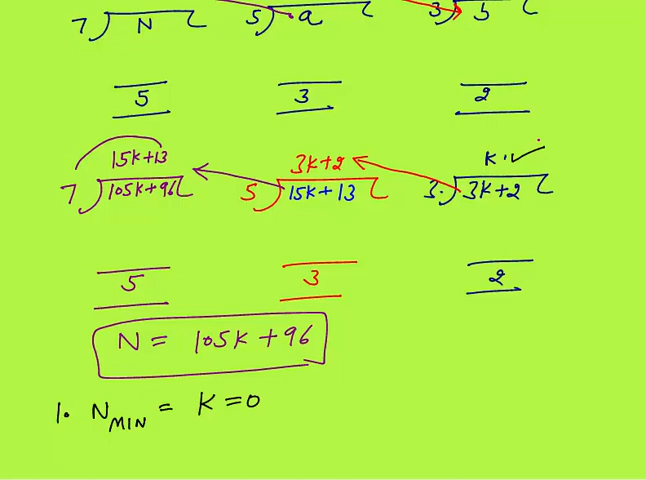 7) N ( 5) a ( 3) b (
5 3 2
15K+13 3K+2 K.✓
7) 105K+96 ( 5) 15K+13 ( 3.) 3K+2 (
5 3 2
N = 105K+96
1. N MIN = K=0